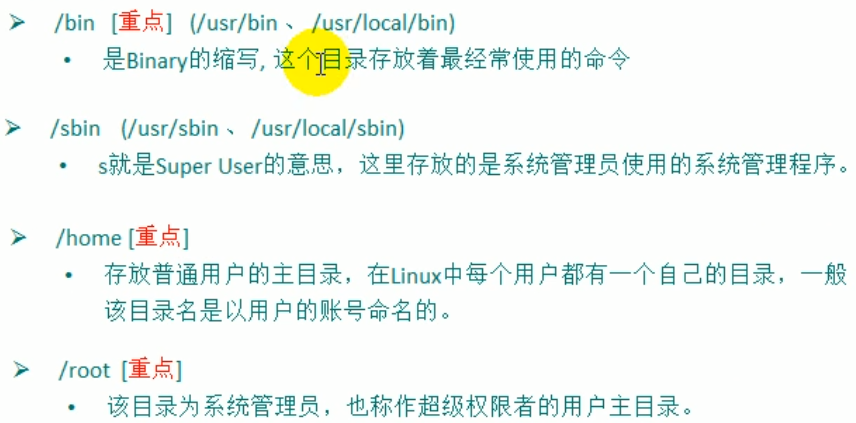 ➢ /bin [重点] (/usr/bin 、 /usr/local/bin)
• 是Binary的缩写, 这个目录存放着最经常使用的命令
➢ /sbin (/usr/sbin 、 /usr/local/sbin)
• s就是Super User的意思，这里存放的是系统管理员使用的系统管理程序。
➢ /home [重点]
• 存放普通用户的主目录，在Linux中每个用户都有一个自己的目录，一般
该目录名是以用户的账号命名的。
➢ /root [重点]
• 该目录为系统管理员，也称作超级权限者的用户主目录。